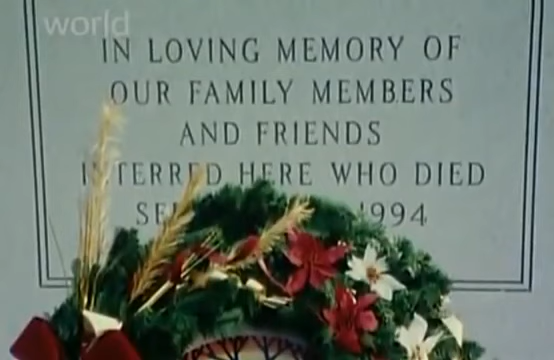 world
IN LOVING MEMORY OF
OUR FAMILY MEMBERS
AND FRIENDS
INTERRED HERE WHO DIED
1994